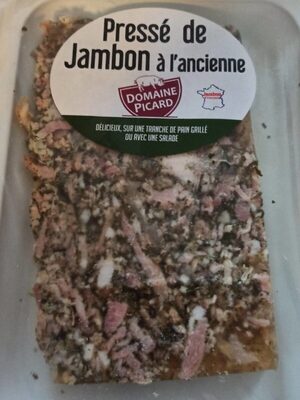 Pressé de
Jambon à l'ancienne
DOMAINE
PICARD
DÉLICIEUX, SUR UNE TRANCHE DE PAIN GRILLÉ
OU AVEC UNE SALADE